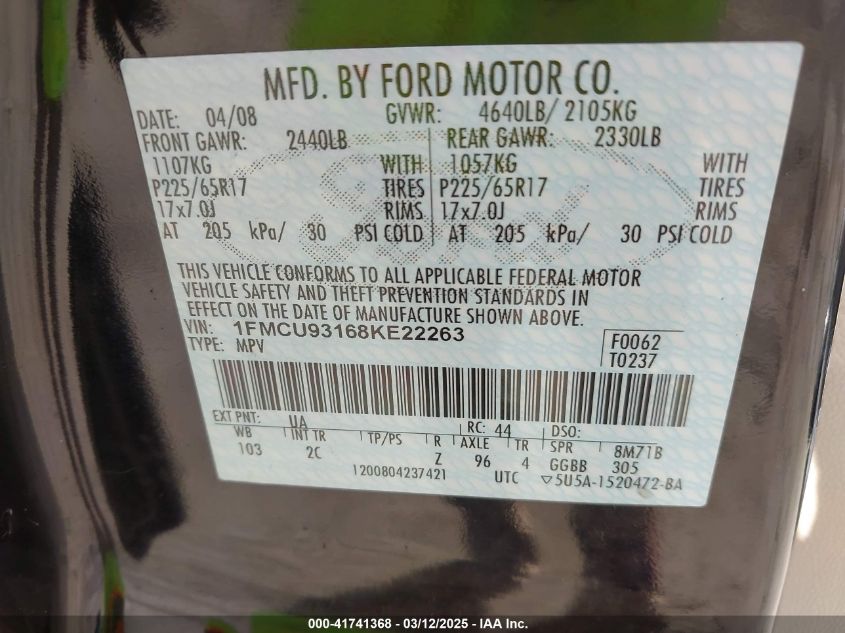 MFD. BY FORD MOTOR CO.
DATE: 04/08 GVWR: 4640LB/ 2105KG
FRONT GAWR: 2440LB REAR GAWR: 2330LB
1107KG WITH 1057KG WITH
P225/65R17 TIRES P225/65R17 TIRES
17x7.0J RIMS 17x7.0J RIMS
AT 205 kPa/ 30 PSI COLD AT 205 kPa/ 30 PSI COLD
THIS VEHICLE CONFORMS TO ALL APPLICABLE FEDERAL MOTOR
VEHICLE SAFETY AND THEFT PREVENTION STANDARDS IN
EFFECT ON THE DATE OF MANUFACTURE SHOWN ABOVE.
VIN: 1FMCU93168KE22263 F0062
TYPE: MPV T0237
EXT PNT: UA RC: 44 DSO:
WB INT TR TP/PS R AXLE TR SPR 8M71B
103 2C Z 96 4 GGBB 305
1200804237421 UTC ▽5U5A-1520472-BA
000-41741368 - 03/12/2025 - IAA Inc.